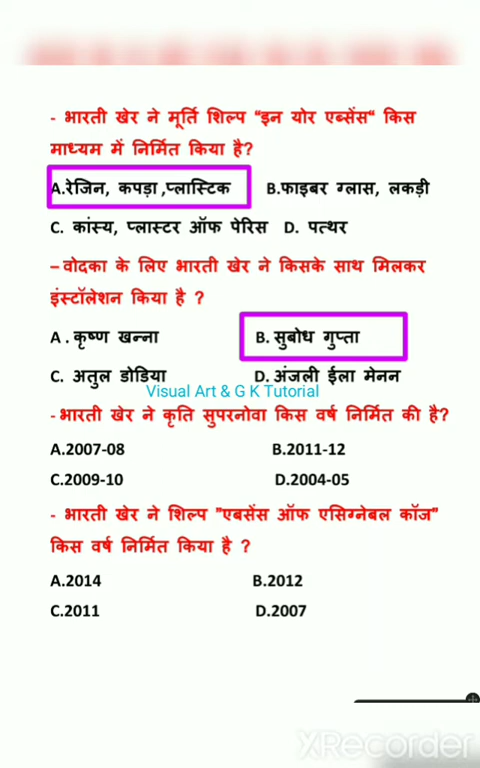 - भारती खेर ने मूर्ति शिल्प “इन योर एब्सेंस“ किस
माध्यम में निर्मित किया है?
A.रेजिन, कपड़ा ,प्लास्टिक B.फाइबर ग्लास, लकड़ी
C. कांस्य, प्लास्टर ऑफ पेरिस D. पत्थर
–वोदका के लिए भारती खेर ने किसके साथ मिलकर
इंस्टॉलेशन किया है ?
A . कृष्ण खन्ना B. सुबोध गुप्ता
C. अतुल डोडिया D. अंजली ईला मेनन
Visual Art & G K Tutorial
-भारती खेर ने कृति सुपरनोवा किस वर्ष निर्मित की है?
A.2007-08 B.2011-12
C.2009-10 D.2004-05
- भारती खेर ने शिल्प "एबसेंस ऑफ एसिग्नेबल कॉज”
किस वर्ष निर्मित किया है ?
A.2014 B.2012
C.2011 D.2007
XRecorder